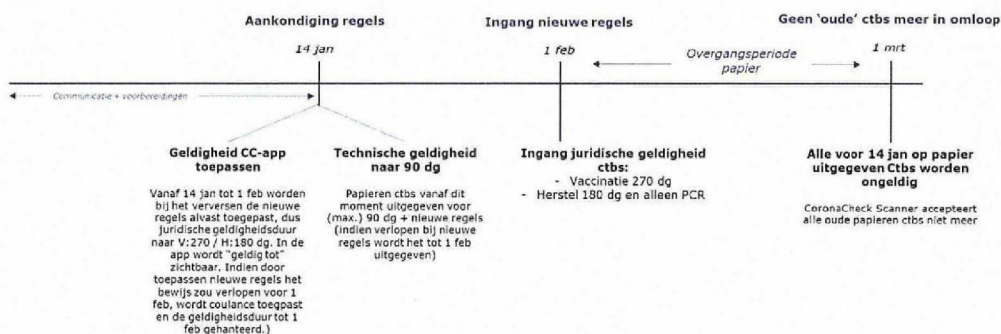 Aankondiging regels
14 jan
Ingang nieuwe regels
1 feb
Geen 'oude' ctbs meer in omloop
1 mrt
Overgangsperiode
papier
Communicatie + voorbereidingen
Geldigheid CC-app
toepassen
Vanaf 14 jan tot 1 feb worden
bij het verversen de nieuwe
regels alvast toegepast, dus
juridische geldigheidsduur
naar V:270 / H:180 dg. In de
app wordt "geldig tot"
zichtbaar. Indien door
toepassen nieuwe regels het
bewijs zou verlopen voor 1
feb, wordt coulance toegpast
en de geldigheidsduur tot 1
feb gehanteerd.)
Technische geldigheid
naar 90 dg
Papieren ctbs vanaf dit
moment uitgegeven voor
(max.) 90 dg + nieuwe regels
(indien verlopen bij nieuwe
regels wordt het tot 1 feb
uitgegeven)
Ingang juridische geldigheid
ctbs:
- Vaccinatie 270 dg
- Herstel 180 dg en alleen PCR
Alle voor 14 jan op papier
uitgegeven Ctbs worden
ongeldig
CoronaCheck Scanner accepteert
alle oude papieren ctbs niet meer